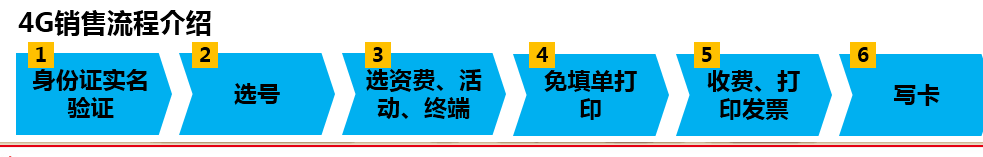 4G销售流程介绍
1
身份证实名
验证
2
选号
3
选资费、活
动、终端
4
免填单打
印
5
收费、打
印发票
6
写卡